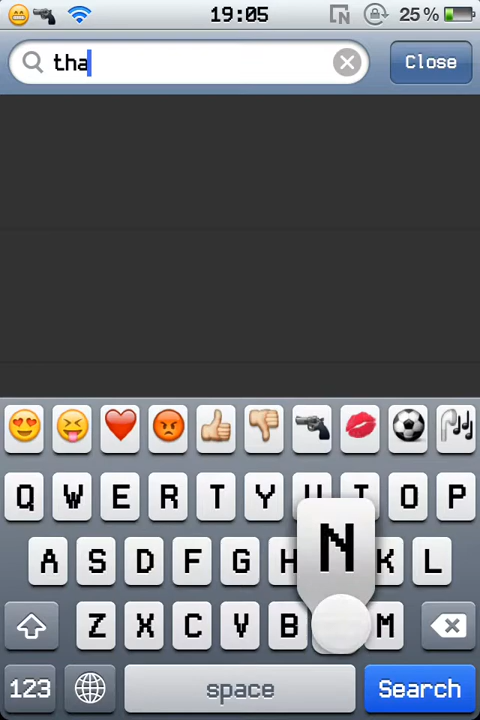 19:05 25%
tha Close
Q W E R T Y U I O P
A S D F G H N K L
Z X C V B M
123 space Search